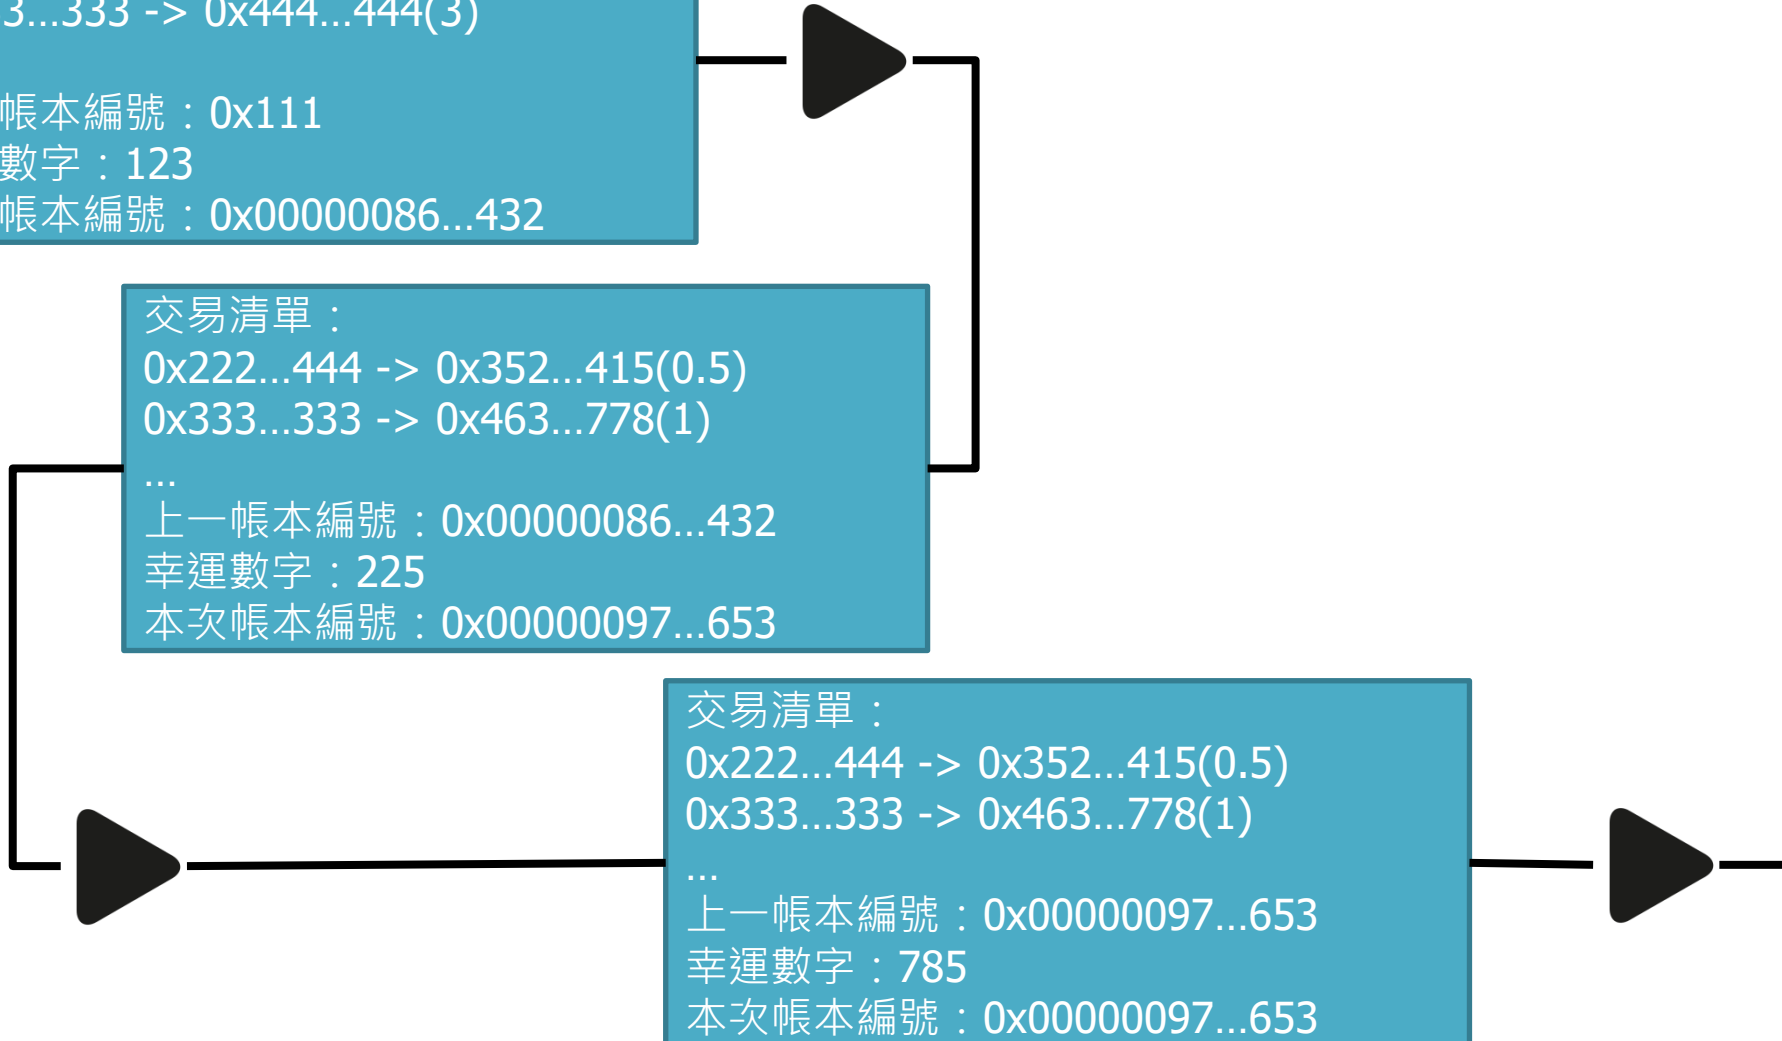 3...333 -> 0x444...444(3)
帳本編號：0x111
數字：123
帳本編號：0x00000086...432
交易清單：
0x222...444 -> 0x352...415(0.5)
0x333...333 -> 0x463...778(1)
...
上一帳本編號：0x00000086...432
幸運數字：225
本次帳本編號：0x00000097...653
交易清單：
0x222...444 -> 0x352...415(0.5)
0x333...333 -> 0x463...778(1)
...
上一帳本編號：0x00000097...653
幸運數字：785
本次帳本編號：0x00000097...653